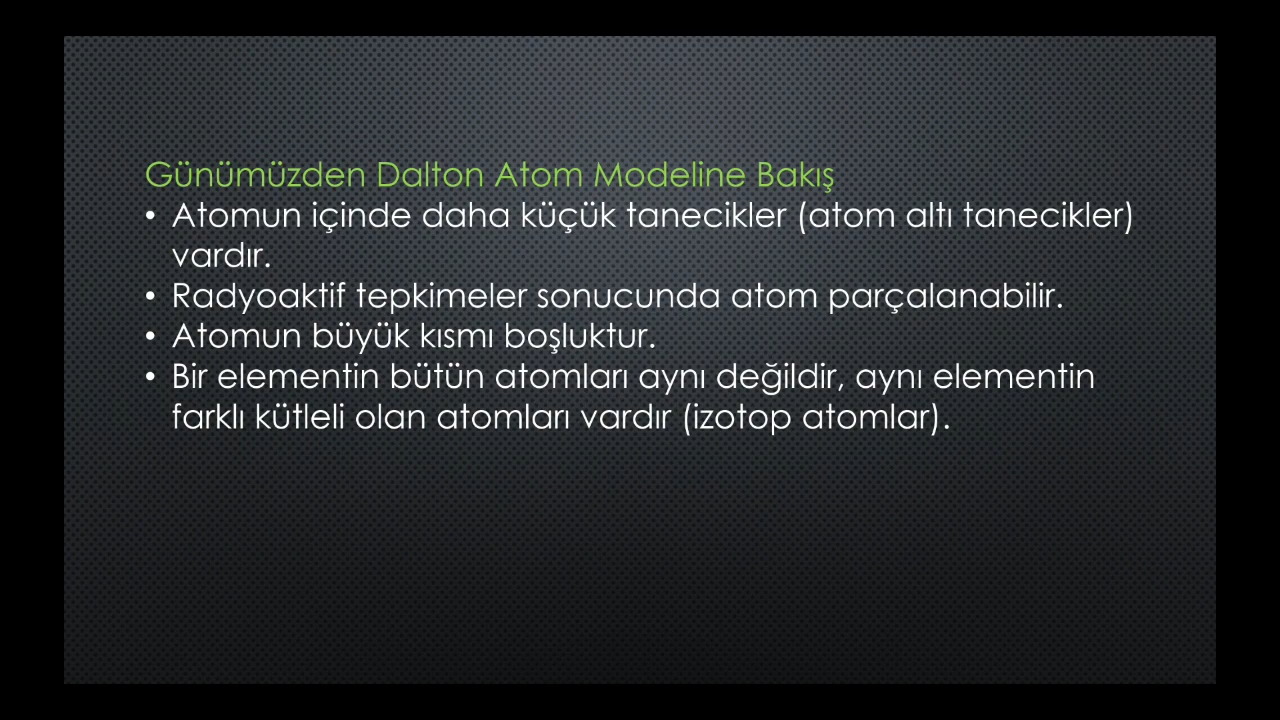 Günümüzden Dalton Atom Modeline Bakış
• Atomun içinde daha küçük tanecikler (atom altı tanecikler)
vardır.
• Radyoaktif tepkimeler sonucunda atom parçalanabilir.
• Atomun büyük kısmı boşluktur.
• Bir elementin bütün atomları aynı değildir, aynı elementin
farklı kütleli olan atomları vardır (izotop atomlar).